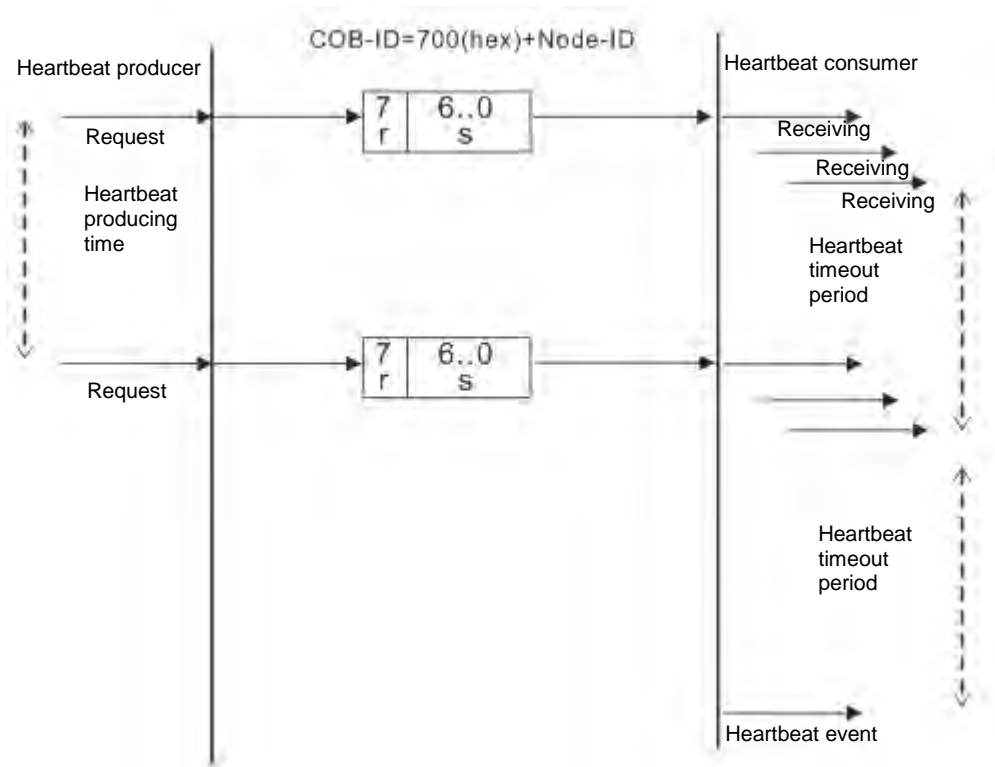 COB-ID=700(hex)+Node-ID
Heartbeat producer
Heartbeat consumer
7
6..0
r
s
Request
Receiving
Receiving
Receiving
Heartbeat
producing
time
Heartbeat
timeout
period
7
6..0
r
s
Request
Heartbeat
timeout
period
Heartbeat event